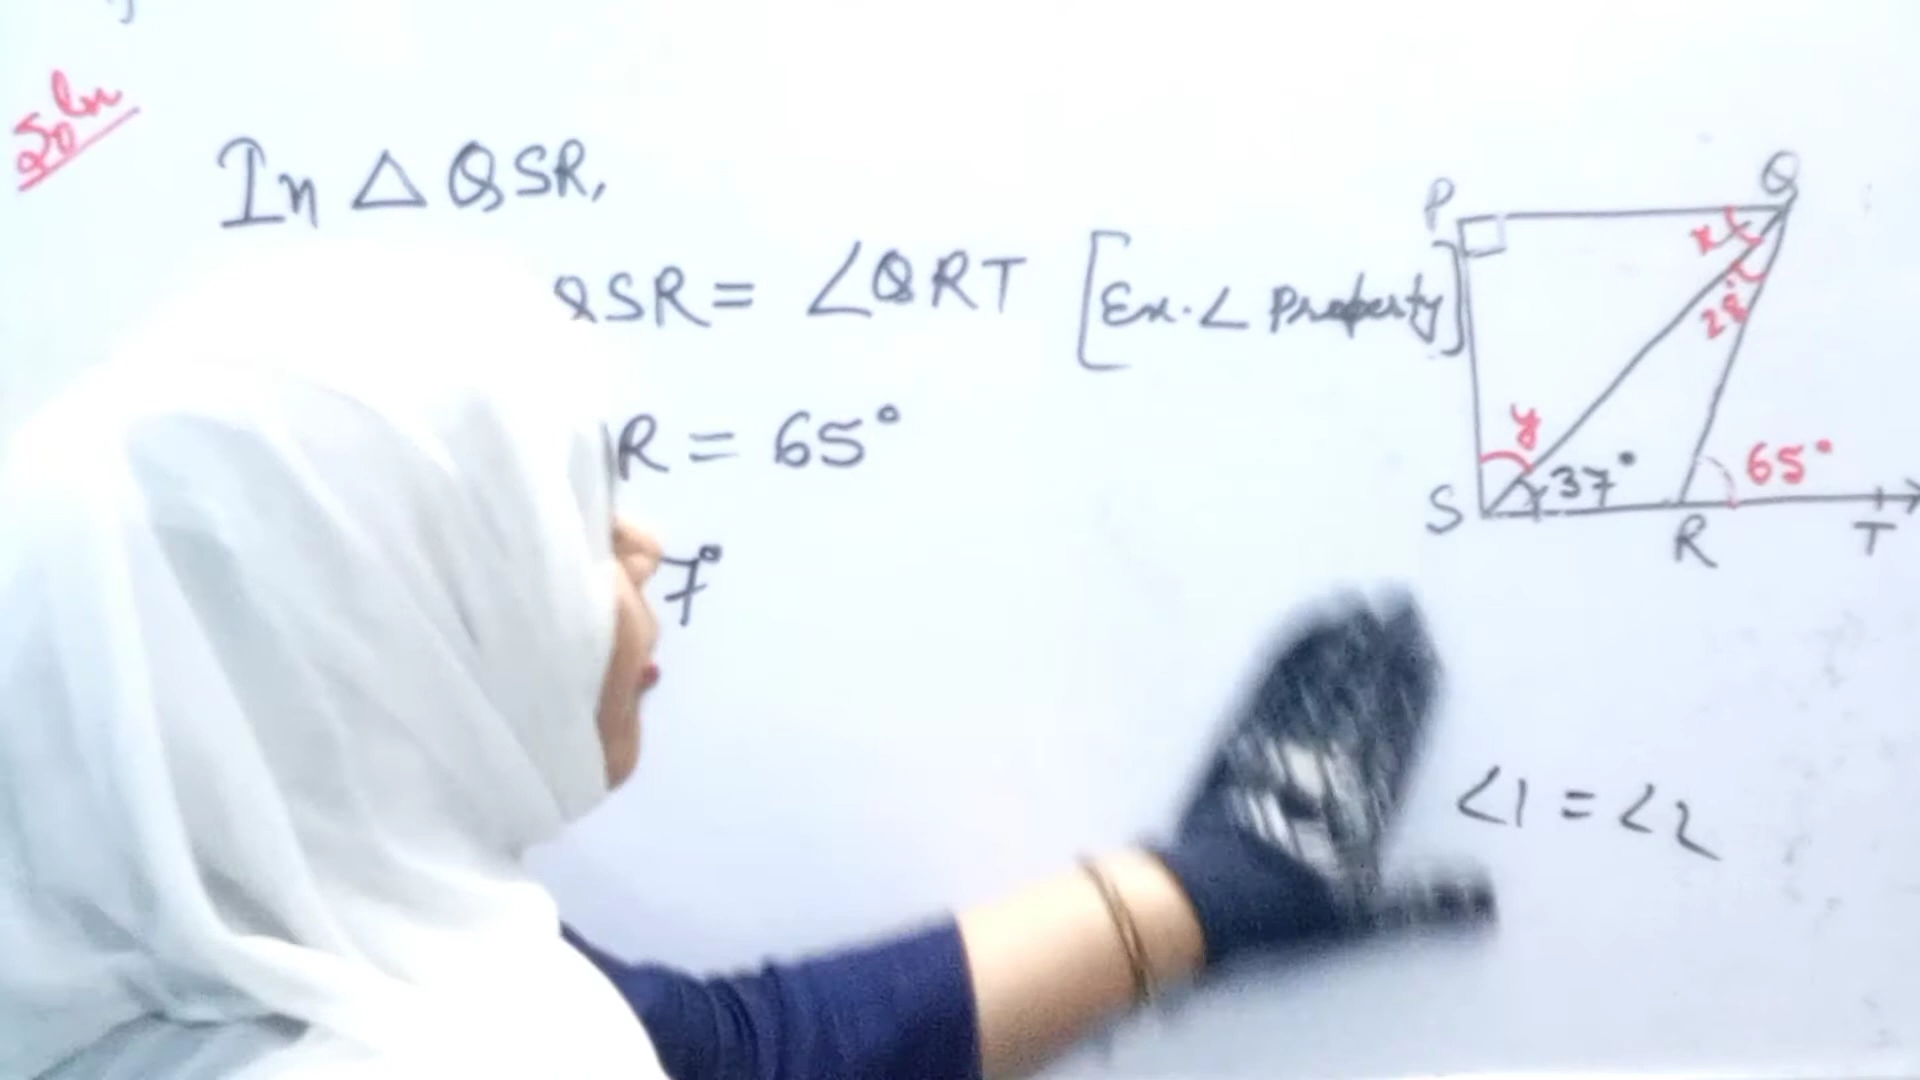 Soln
In △ QSR,
QSR = ∠QRT [Ex. ∠ Property]
R = 65°
7°
P
Q
x
28°
y
37°
65°
S
R
T
∠1 = ∠2